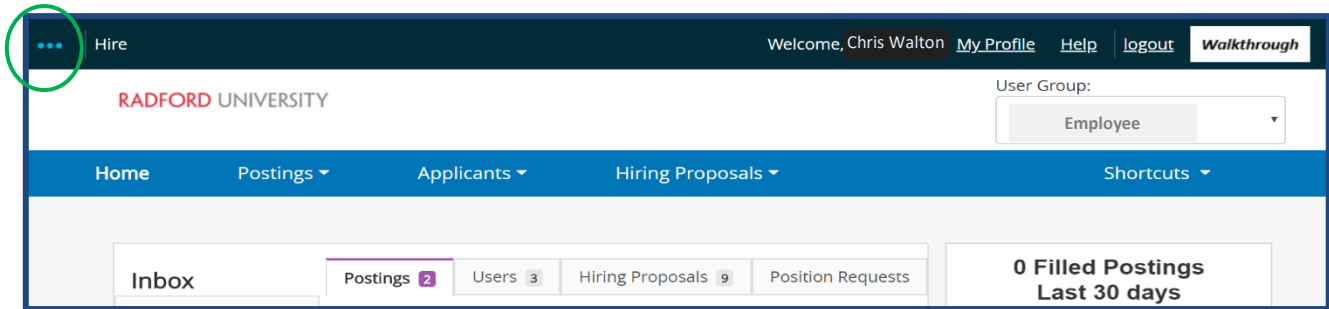 ••• Hire Welcome, Chris Walton My Profile Help logout Walkthrough
RADFORD UNIVERSITY
User Group:
Employee
Home Postings Applicants Hiring Proposals Shortcuts
Inbox Postings 2 Users 3 Hiring Proposals 9 Position Requests
0 Filled Postings
Last 30 days